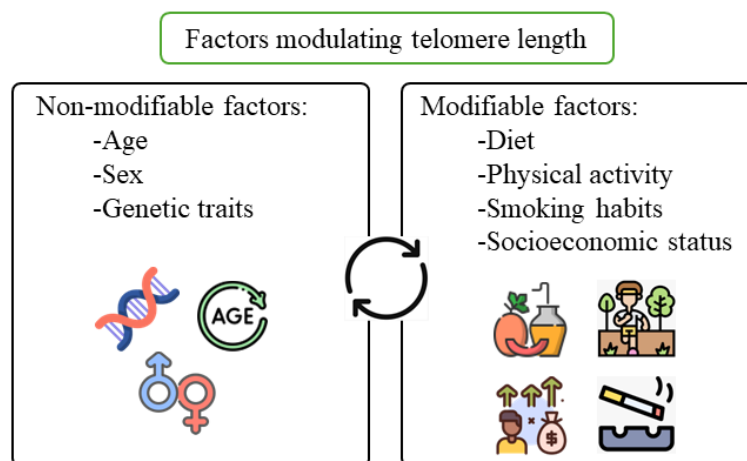 Factors modulating telomere length
Non-modifiable factors:
-Age
-Sex
-Genetic traits
Modifiable factors:
-Diet
-Physical activity
-Smoking habits
-Socioeconomic status
AGE
$